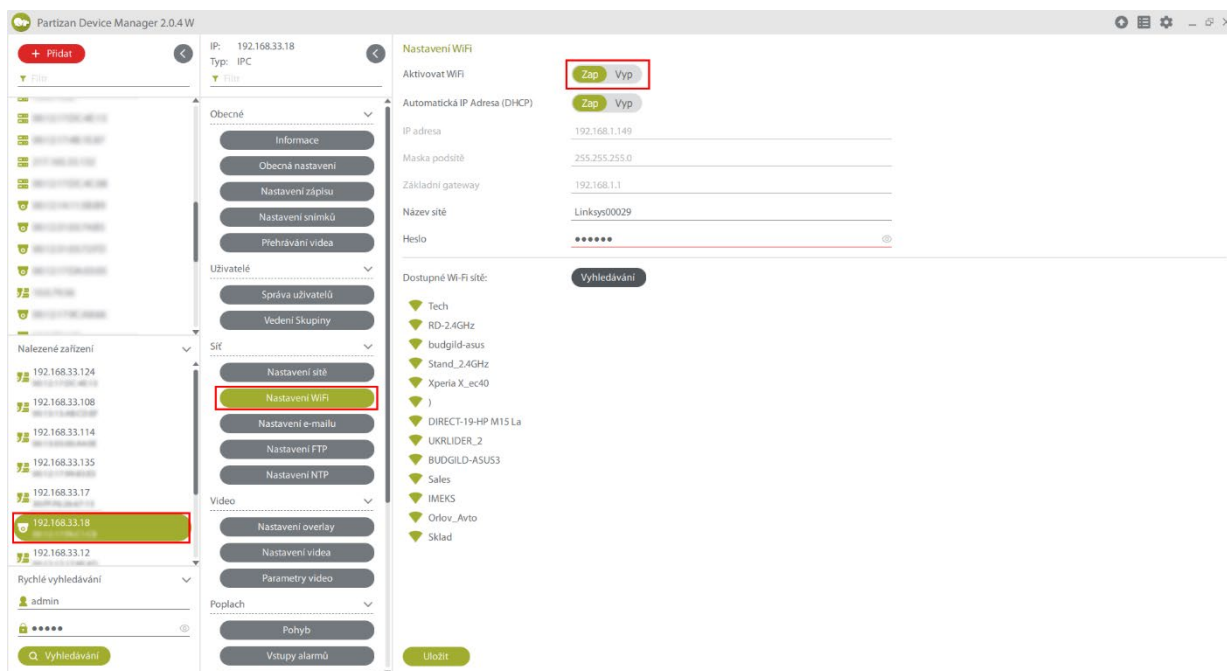 Partizan Device Manager 2.0.4 W
+ Přidat
Filtr
Nalezené zařízení
192.168.33.124
192.168.33.108
192.168.33.114
192.168.33.135
192.168.33.17
192.168.33.18
192.168.33.12
Rychlé vyhledávání
admin
•••••
Vyhledávání
IP: 192.168.33.18
Typ: IPC
Filtr
Obecné
Informace
Obecná nastavení
Nastavení zápisu
Nastavení snímků
Přehrávání videa
Uživatelé
Správa uživatelů
Vedení Skupiny
Síť
Nastavení sítě
Nastavení WiFi
Nastavení e-mailu
Nastavení FTP
Nastavení NTP
Video
Nastavení overlay
Nastavení videa
Parametry video
Poplach
Pohyb
Vstupy alarmů
Nastavení WiFi
Aktivovat WiFi Zap Vyp
Automatická IP Adresa (DHCP) Zap Vyp
IP adresa 192.168.1.149
Maska podsítě 255.255.255.0
Základní gateway 192.168.1.1
Název sítě Linksys00029
Heslo ••••••
Dostupné Wi-Fi sítě: Vyhledávání
Tech
RD-2.4GHz
budgild-asus
Stand_2.4GHz
Xperia X_ec40
)
DIRECT-19-HP M15 La
UKRLIDER_2
BUDGILD-ASUS3
Sales
IMEKS
Orlov_Avto
Sklad
Uložit